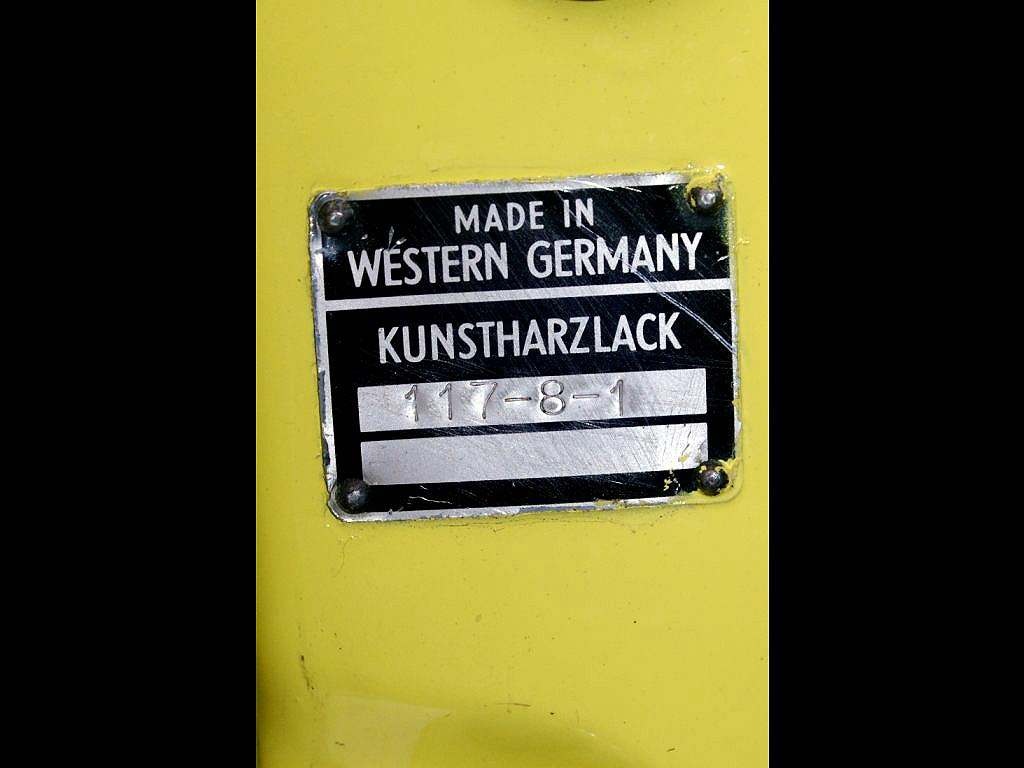 MADE IN
WESTERN GERMANY
KUNSTHARZLACK
117-8-1